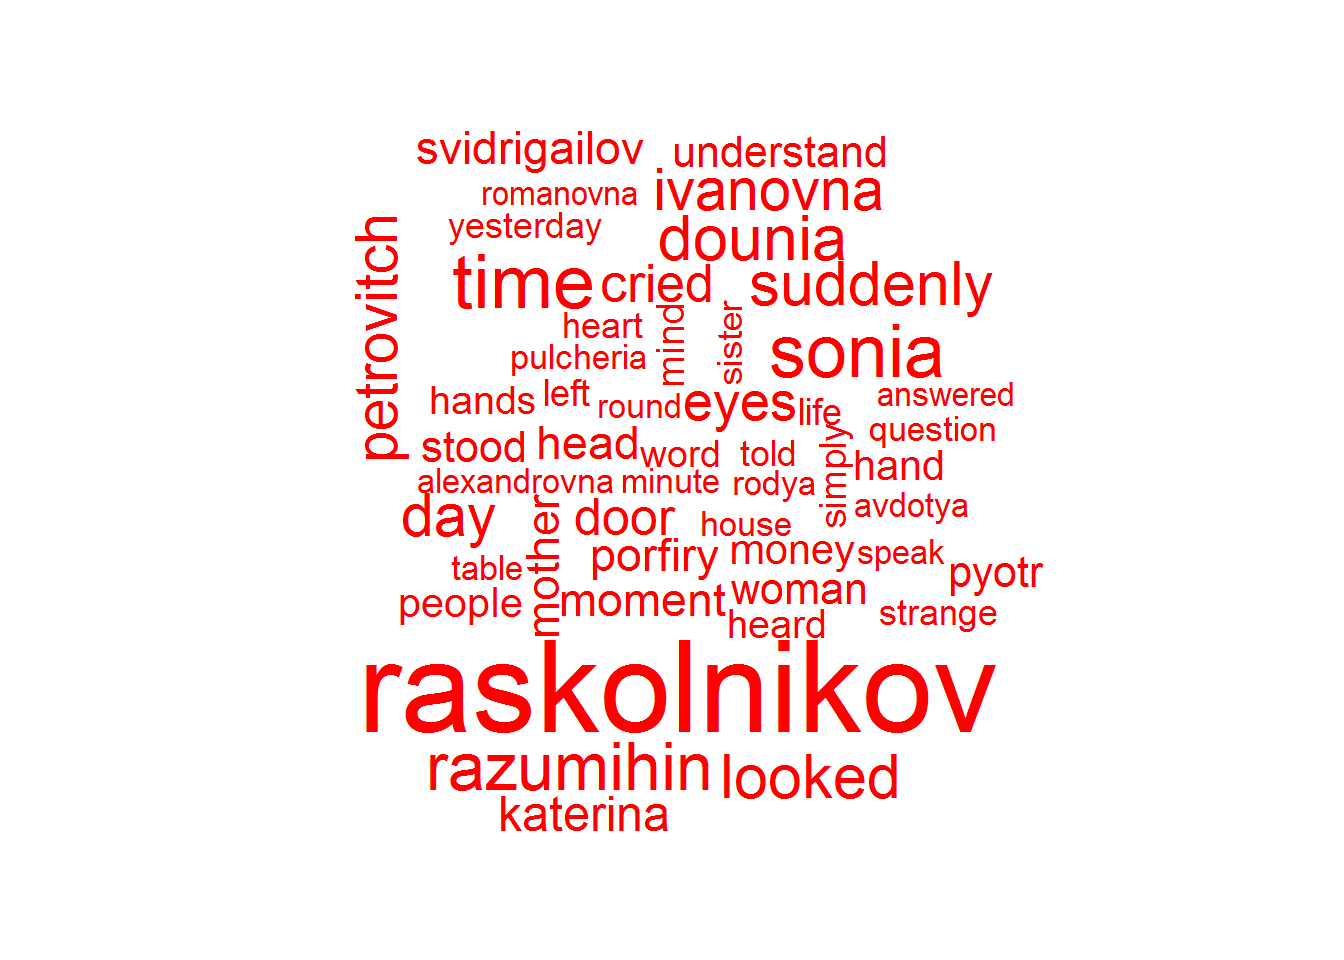 svidrigailov understand
romanovna ivanovna
yesterday dounia
petrovitch
time cried suddenly
heart mind sister
pulcheria sonia
hands left round eyes life answered
stood head word told simply hand question
alexandrovna minute rodya avdotya
day mother door house
porfiry money speak pyotr
table
people moment woman strange
heard
raskolnikov
razumihin looked
katerina